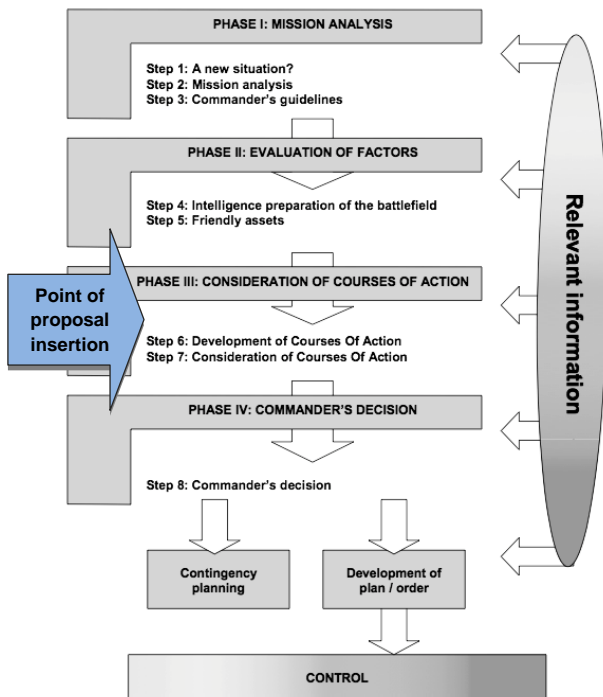 PHASE I: MISSION ANALYSIS
Step 1: A new situation?
Step 2: Mission analysis
Step 3: Commander's guidelines
PHASE II: EVALUATION OF FACTORS
Step 4: Intelligence preparation of the battlefield
Step 5: Friendly assets
Point of
proposal
insertion
PHASE III: CONSIDERATION OF COURSES OF ACTION
Step 6: Development of Courses Of Action
Step 7: Consideration of Courses Of Action
PHASE IV: COMMANDER'S DECISION
Step 8: Commander's decision
Contingency
planning
Development of
plan / order
CONTROL
Relevant information